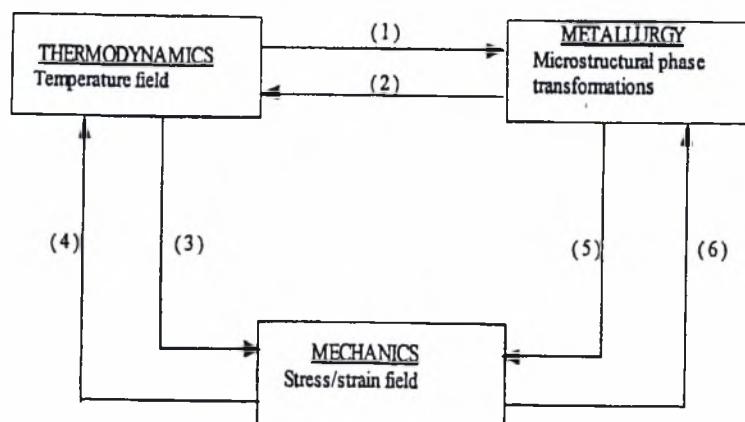 (1)
THERMODYNAMICS
Temperature field
METALLURGY
Microstructural phase
transformations
(2)
(4)
(3)
(5)
(6)
MECHANICS
Stress/strain field